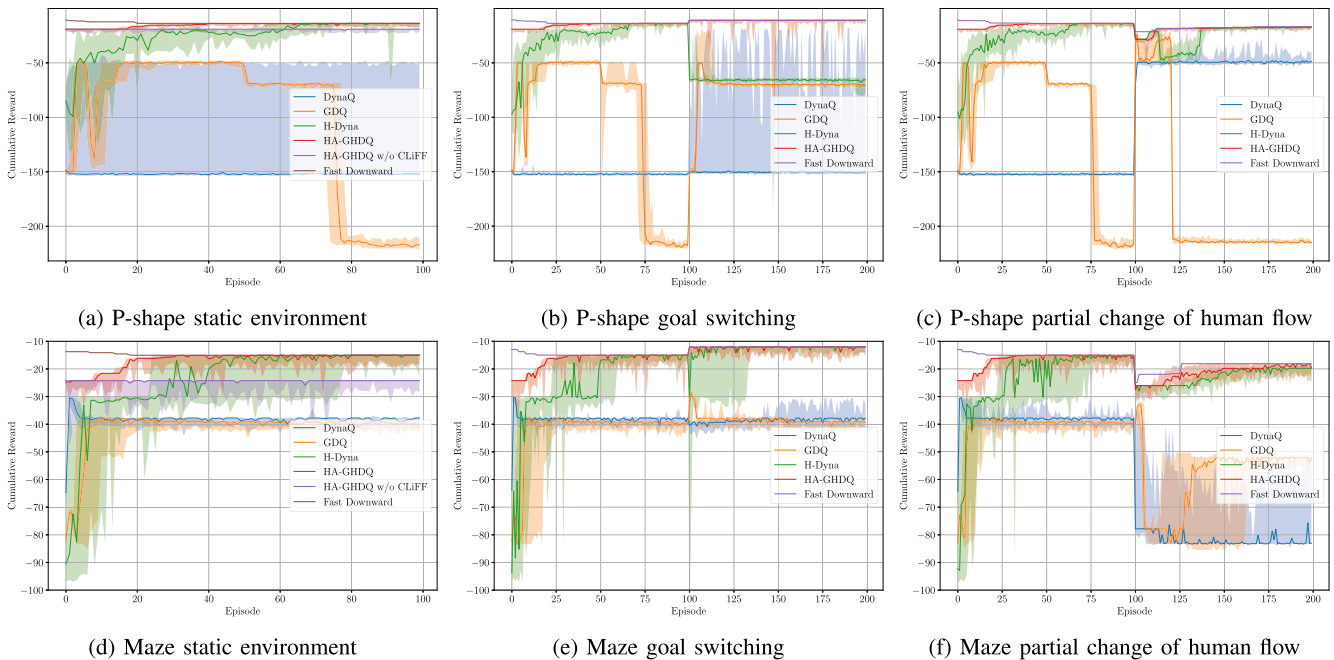 −50
−100
−150
−200
Cumulative Reward
DynaQ
GDQ
H-Dyna
HA-GHDQ
HA-GHDQ w/o CLiFF
Fast Downward
0
20
40
60
80
100
Episode
(a) P-shape static environment
−50
−100
−150
−200
Cumulative Reward
DynaQ
GDQ
H-Dyna
HA-GHDQ
Fast Downward
0
25
50
75
100
125
150
175
200
Episode
(b) P-shape goal switching
−50
−100
−150
−200
Cumulative Reward
DynaQ
GDQ
H-Dyna
HA-GHDQ
Fast Downward
0
25
50
75
100
125
150
175
200
Episode
(c) P-shape partial change of human flow
−10
−20
−30
−40
−50
−60
−70
−80
−90
−100
Cumulative Reward
DynaQ
GDQ
H-Dyna
HA-GHDQ
HA-GHDQ w/o CLiFF
Fast Downward
0
20
40
60
80
100
Episode
(d) Maze static environment
−10
−20
−30
−40
−50
−60
−70
−80
−90
−100
Cumulative Reward
DynaQ
GDQ
H-Dyna
HA-GHDQ
Fast Downward
0
25
50
75
100
125
150
175
200
Episode
(e) Maze goal switching
−10
−20
−30
−40
−50
−60
−70
−80
−90
−100
Cumulative Reward
DynaQ
GDQ
H-Dyna
HA-GHDQ
Fast Downward
0
25
50
75
100
125
150
175
200
Episode
(f) Maze partial change of human flow